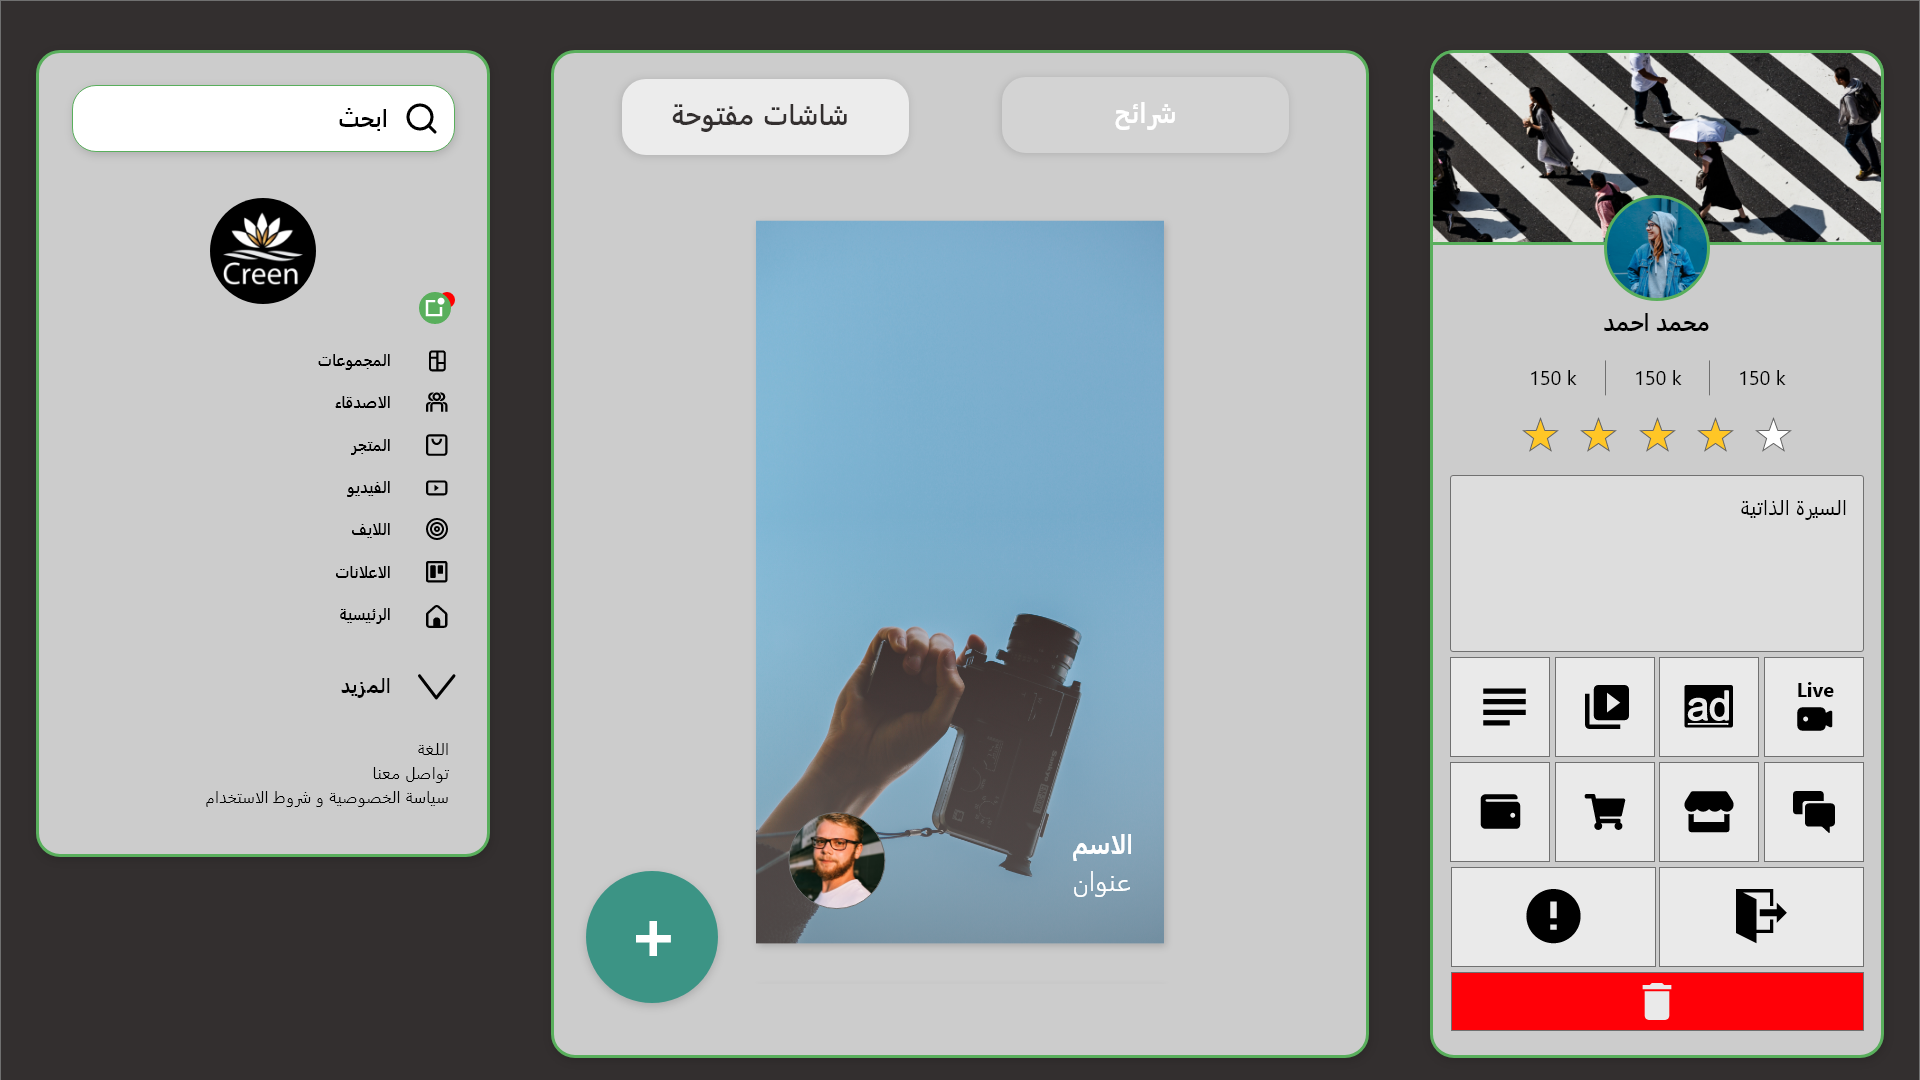 ابحث
Creen
المجموعات
الاصدقاء
المتجر
الفيديو
اللايف
الاعلانات
الرئيسية
المزيد
اللغة
تواصل معنا
سياسة الخصوصية و شروط الاستخدام
شرائح
شاشات مفتوحة
الاسم
عنوان
محمد احمد
150 k
150 k
150 k
السيرة الذاتية
ad
Live